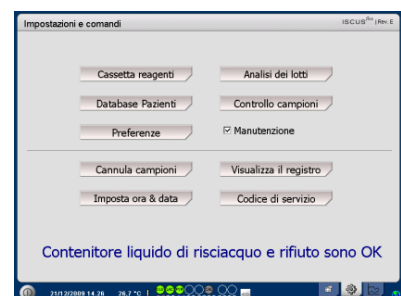 Impostazioni e comandi
ISCUS Flex | Rev. E
Cassetta reagenti
Analisi dei lotti
Database Pazienti
Controllo campioni
Preferenze
Manutenzione
Cannula campioni
Visualizza il registro
Imposta ora & data
Codice di servizio
Contenitore liquido di risciacquo e rifiuto sono OK
21/12/2009 14.26 26,7 °C